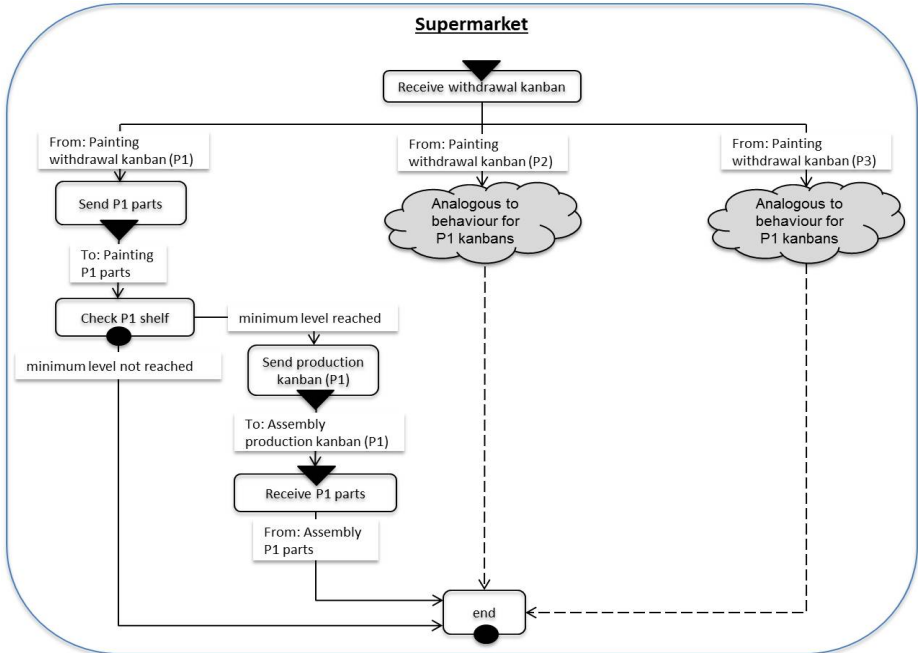 Supermarket
Receive withdrawal kanban
From: Painting
withdrawal kanban (P1)
From: Painting
withdrawal kanban (P2)
From: Painting
withdrawal kanban (P3)
Send P1 parts
Analogous to
behaviour for
P1 kanbans
Analogous to
behaviour for
P1 kanbans
To: Painting
P1 parts
Check P1 shelf
minimum level reached
minimum level not reached
Send production
kanban (P1)
To: Assembly
production kanban (P1)
Receive P1 parts
From: Assembly
P1 parts
end